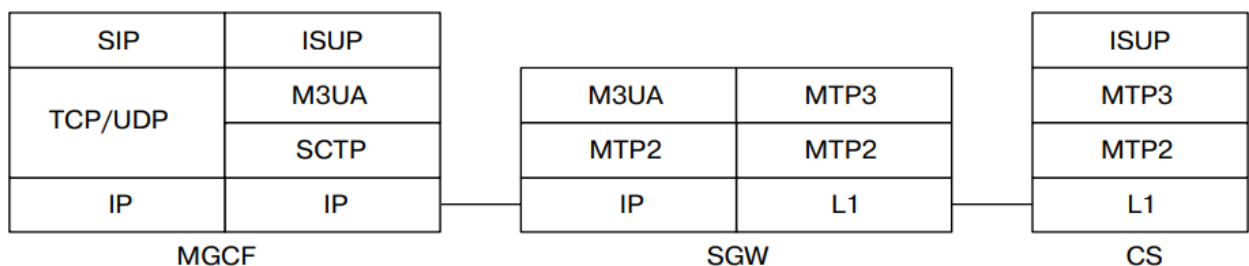 SIP ISUP ISUP
M3UA M3UA MTP3 MTP3
TCP/UDP
SCTP MTP2 MTP2 MTP2
IP IP IP L1 L1
MGCF SGW CS